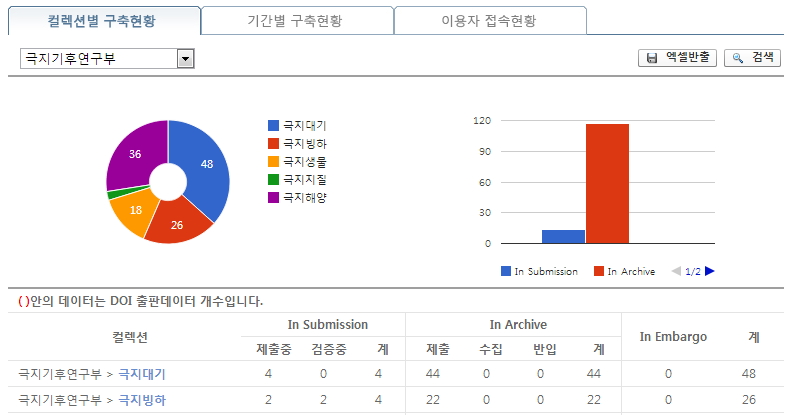 컬렉션별 구축현황 기간별 구축현황 이용자 접속현황
극지기후연구부 엑셀반출 검색
48
26
18
36
극지대기
극지빙하
극지생물
극지지질
극지해양
120
90
60
30
0
In Submission In Archive 1/2
( )안의 데이터는 DOI 출판데이터 개수입니다.
컬렉션 In Submission In Archive In Embargo 계
제출중 검증중 계 제출 수집 반입 계
극지기후연구부 > 극지대기 4 0 4 44 0 0 44 0 48
극지기후연구부 > 극지빙하 2 2 4 22 0 0 22 0 26